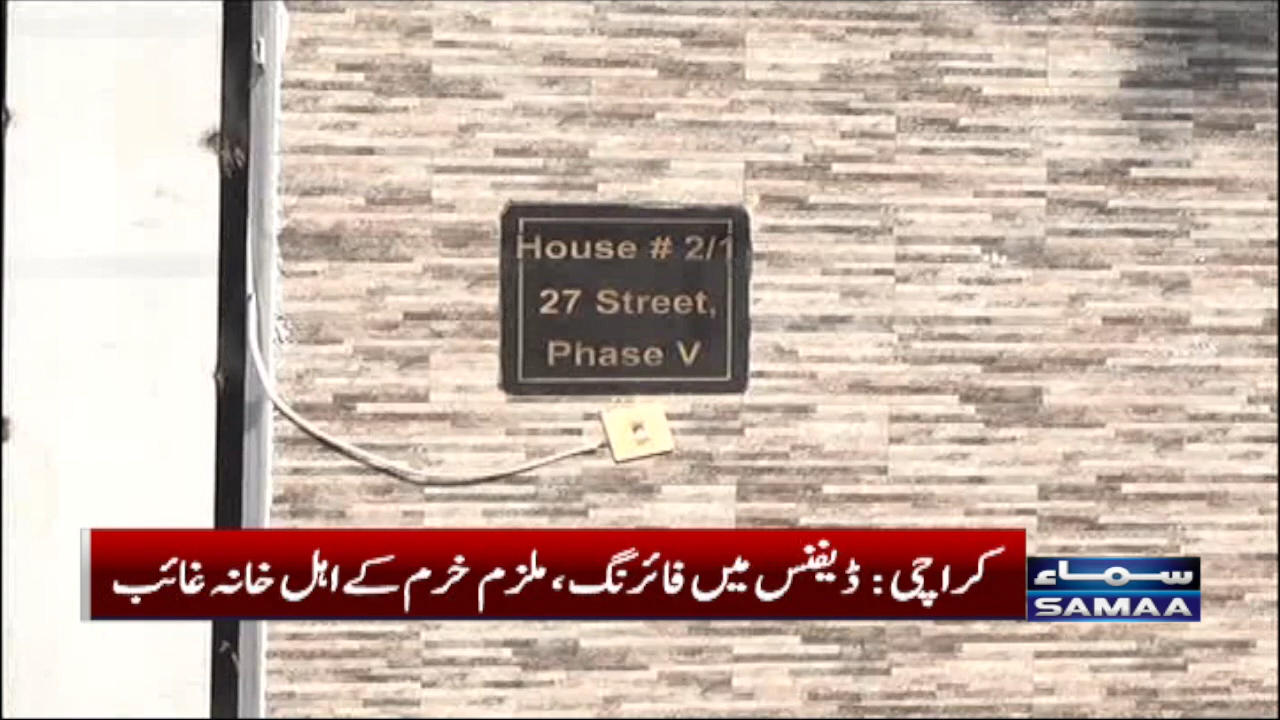 House # 2/1
27 Street,
Phase V
کراچی: ڈیفنس میں فائرنگ، ملزم خرم کے اہل خانہ غائب
سماء
SAMAA